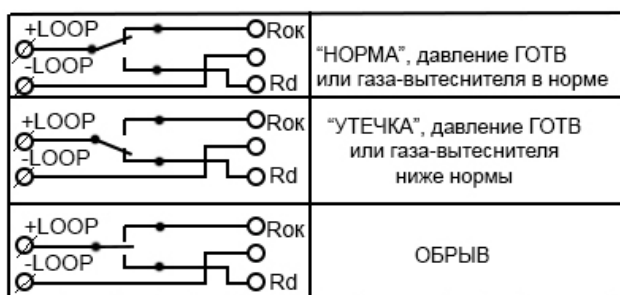 +LOOP
Rок
-LOOP
Rd
“НОРМА”, давление ГОТВ
или газа-вытеснителя в норме
+LOOP
Rок
-LOOP
Rd
“УТЕЧКА”, давление ГОТВ
или газа-вытеснителя
ниже нормы
+LOOP
Rок
-LOOP
Rd
ОБРЫВ